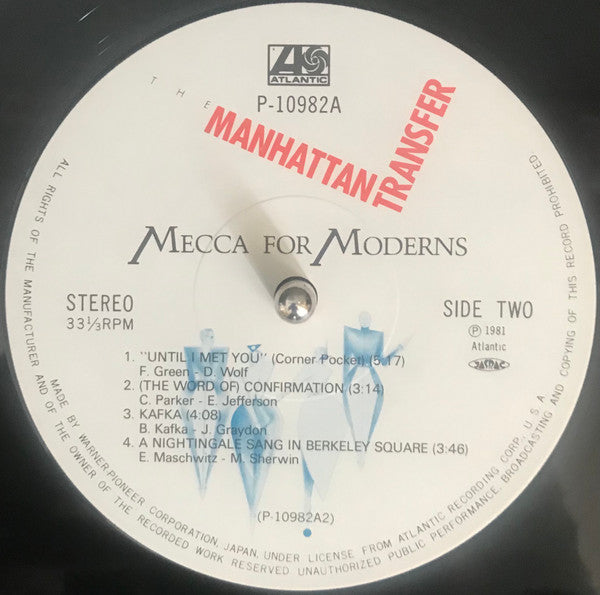 ATLANTIC
P-10982A
THE
MANHATTAN
TRANSFER
MECCA FOR MODERNS
STEREO
33⅓RPM
SIDE TWO
Ⓟ 1981
Atlantic
JASRAC
1. "UNTIL I MET YOU" (Corner Pocket) (5:17)
F. Green - D. Wolf
2. (THE WORD OF) CONFIRMATION (3:14)
C. Parker - E. Jefferson
3. KAFKA (4:08)
B. Kafka - J. Graydon
4. A NIGHTINGALE SANG IN BERKELEY SQUARE (3:46)
E. Maschwitz - M. Sherwin
(P-10982A2)
ALL RIGHTS OF THE MANUFACTURER AND OF THE OWNER OF THE RECORDED WORK RESERVED. UNAUTHORIZED PUBLIC PERFORMANCE, BROADCASTING AND COPYING OF THIS RECORD PROHIBITED
MADE BY WARNER-PIONEER CORPORATION, JAPAN, UNDER LICENSE FROM ATLANTIC RECORDING CORP. U.S.A.